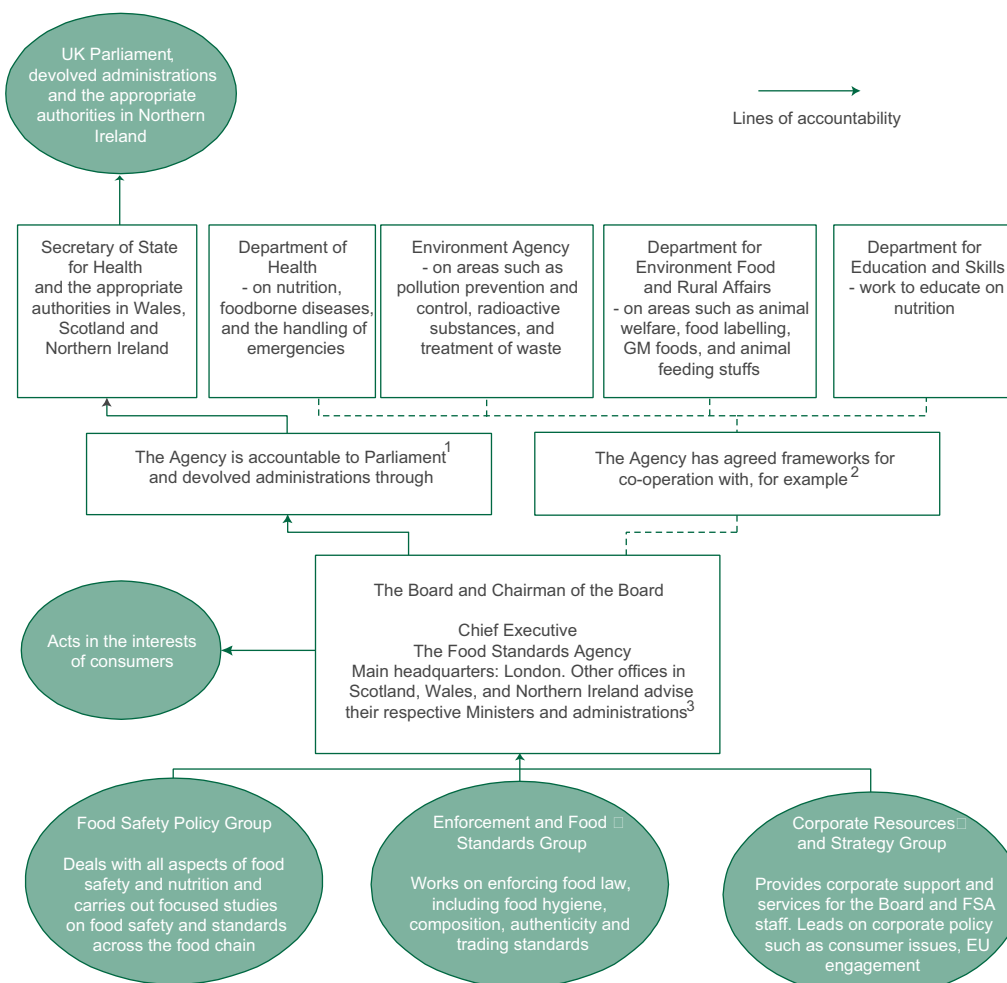 UK Parliament,
devolved administrations
and the appropriate
authorities in Northern
Ireland
Lines of accountability
Secretary of State
for Health
and the appropriate
authorities in Wales,
Scotland and
Northern Ireland
Department of
Health
- on nutrition,
foodborne diseases,
and the handling of
emergencies
Environment Agency
- on areas such as
pollution prevention and
control, radioactive
substances, and
treatment of waste
Department for
Environment Food
and Rural Affairs
- on areas such as animal
welfare, food labelling,
GM foods, and animal
feeding stuffs
Department for
Education and Skills
- work to educate on
nutrition
The Agency is accountable to Parliament1
and devolved administrations through
The Agency has agreed frameworks for
co-operation with, for example2
The Board and Chairman of the Board
Chief Executive
The Food Standards Agency
Main headquarters: London. Other offices in
Scotland, Wales, and Northern Ireland advise
their respective Ministers and administrations3
Acts in the interests
of consumers
Food Safety Policy Group
Deals with all aspects of food
safety and nutrition and
carries out focused studies
on food safety and standards
across the food chain
Enforcement and Food □
Standards Group
Works on enforcing food law,
including food hygiene,
composition, authenticity and
trading standards
Corporate Resources□
and Strategy Group
Provides corporate support and
services for the Board and FSA
staff. Leads on corporate policy
such as consumer issues, EU
engagement